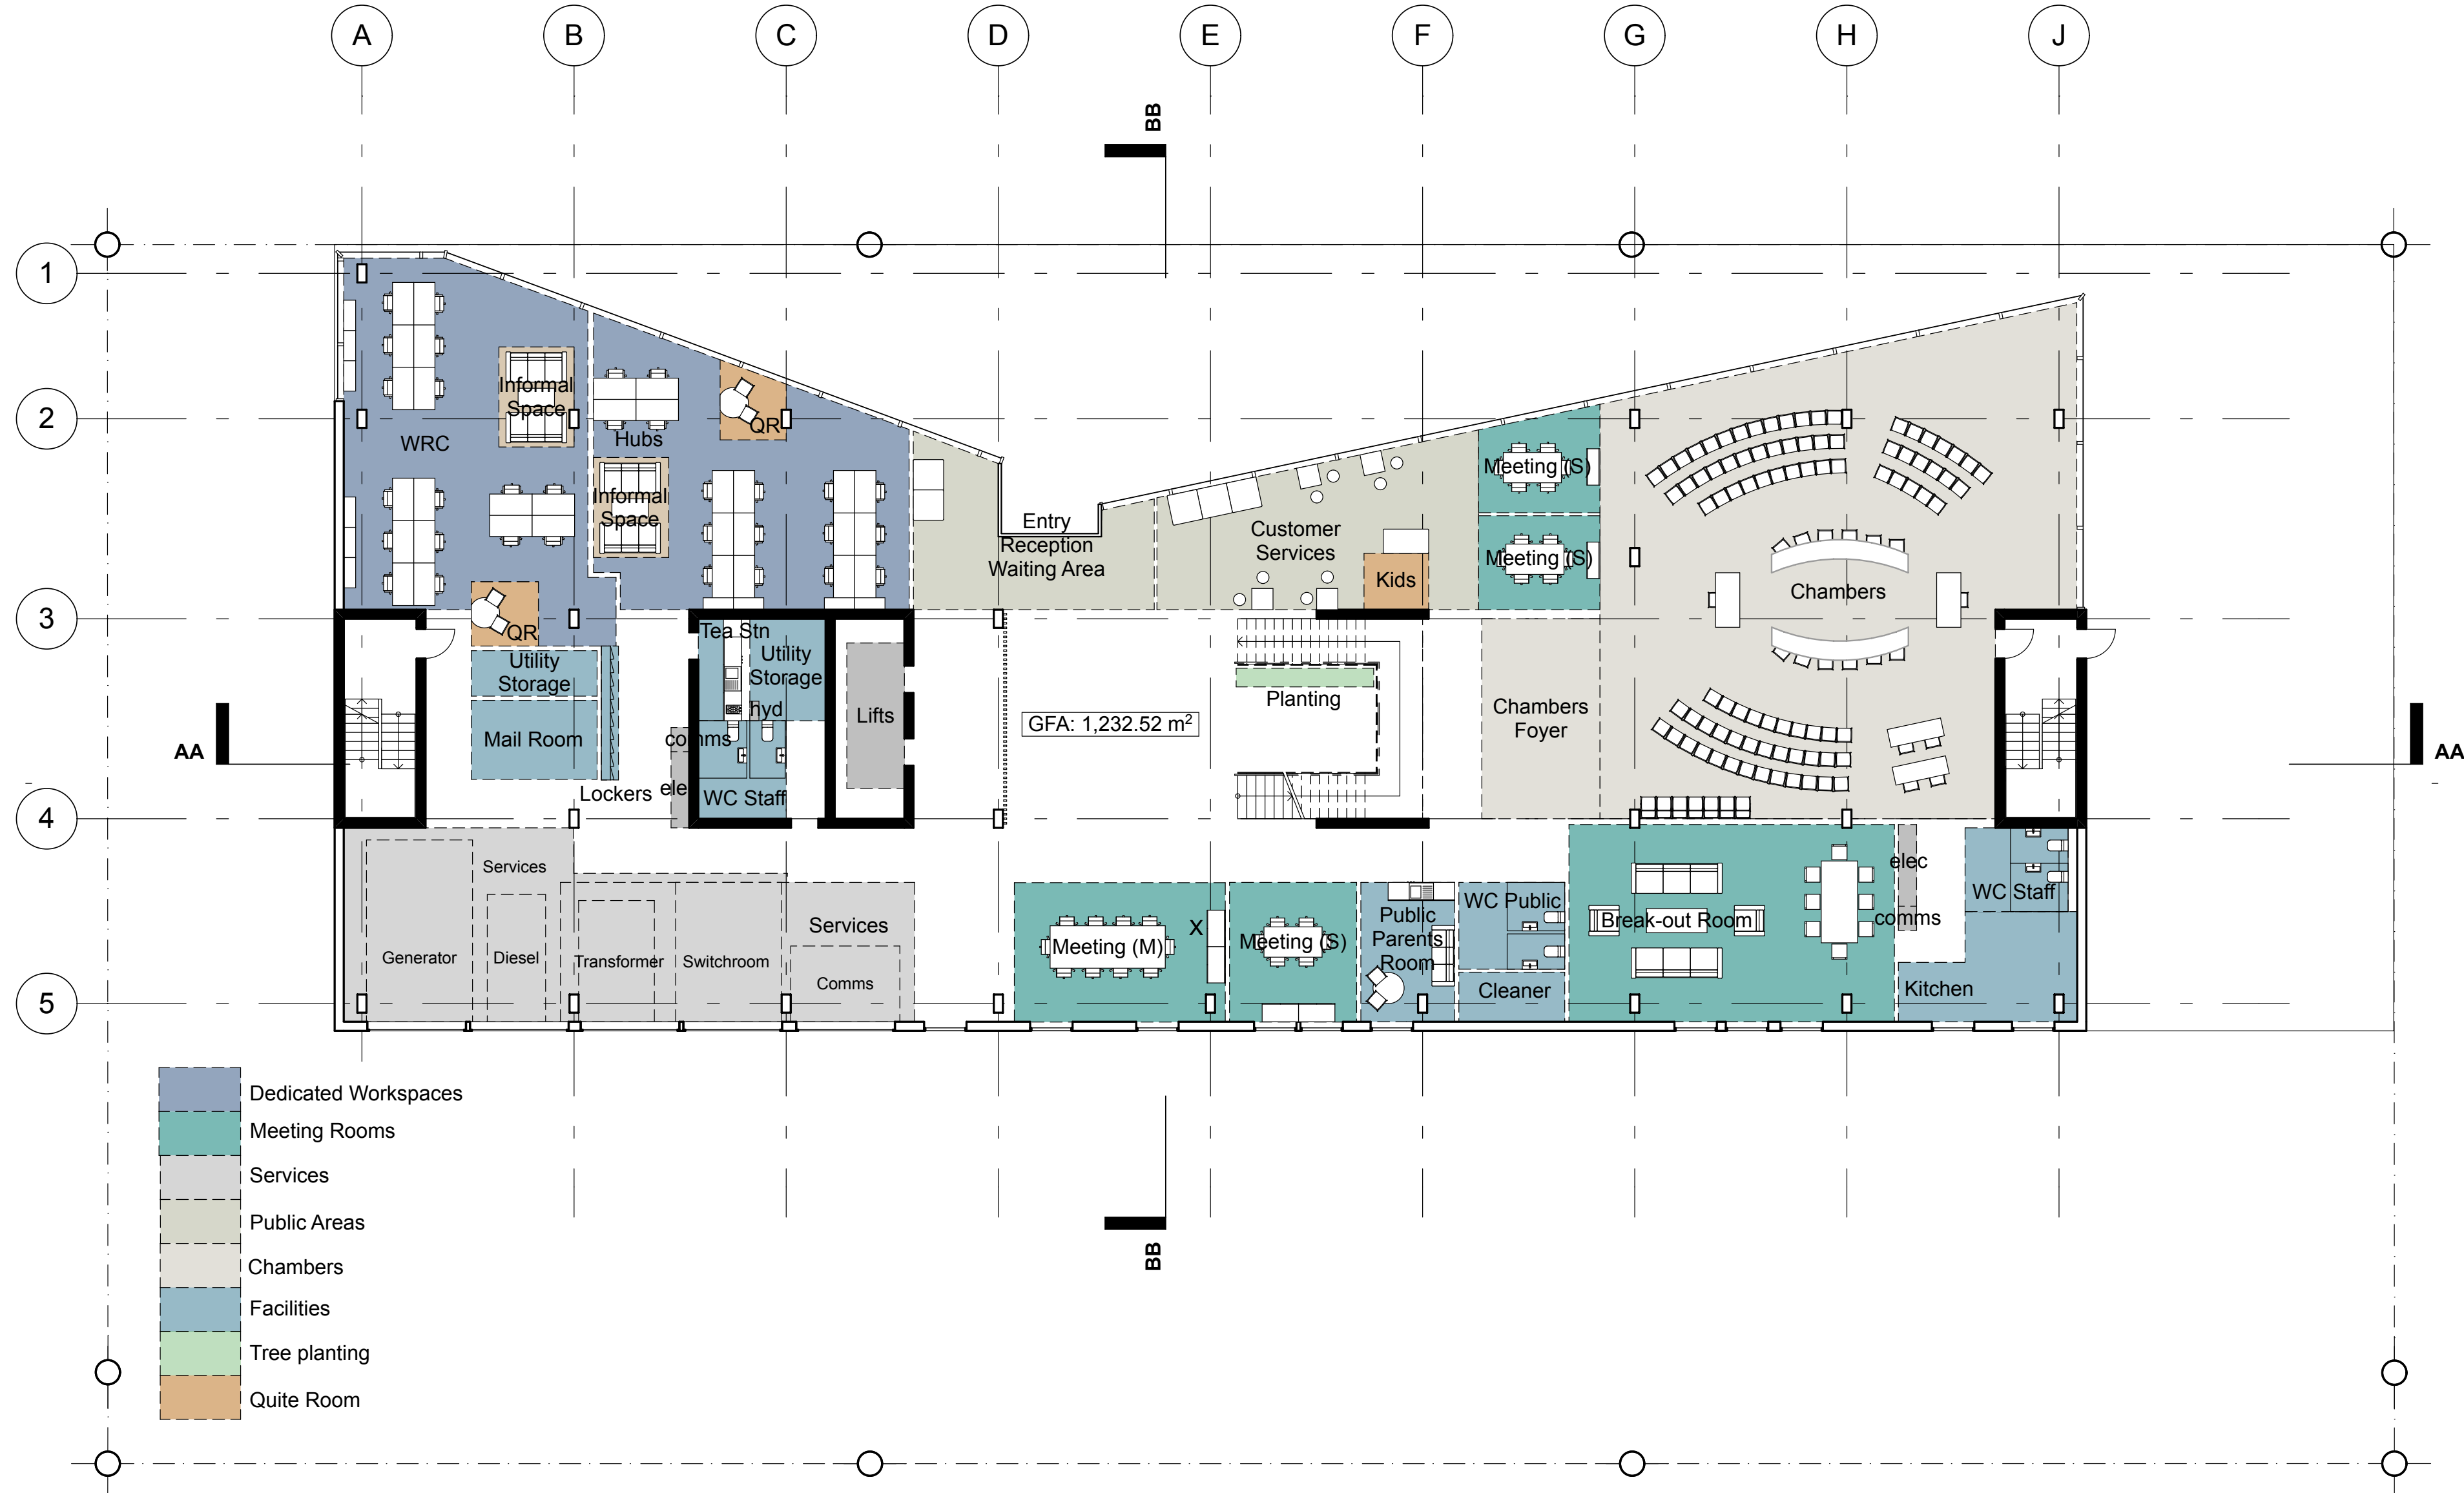 A
B
C
D
E
F
G
H
J
BB
1
2
3
4
5
Informal
Space
WRC
Hubs
QR
Informal
Space
QR
Entry
Reception
Waiting Area
Customer
Services
Kids
Meeting (S)
Meeting (S)
Chambers
Utility
Storage
Mail Room
Lockers
Tea Stn
Utility
Storage
hyd
comms
ele
WC Staff
Lifts
GFA: 1,232.52 m²
Planting
Chambers
Foyer
AA
AA
Services
Generator
Diesel
Transformer
Switchroom
Services
Comms
Meeting (M)
X
Meeting (S)
Public
Parents
Room
WC Public
Cleaner
Break-out Room
elec
comms
WC Staff
Kitchen
Dedicated Workspaces
Meeting Rooms
Services
Public Areas
Chambers
Facilities
Tree planting
Quite Room
BB